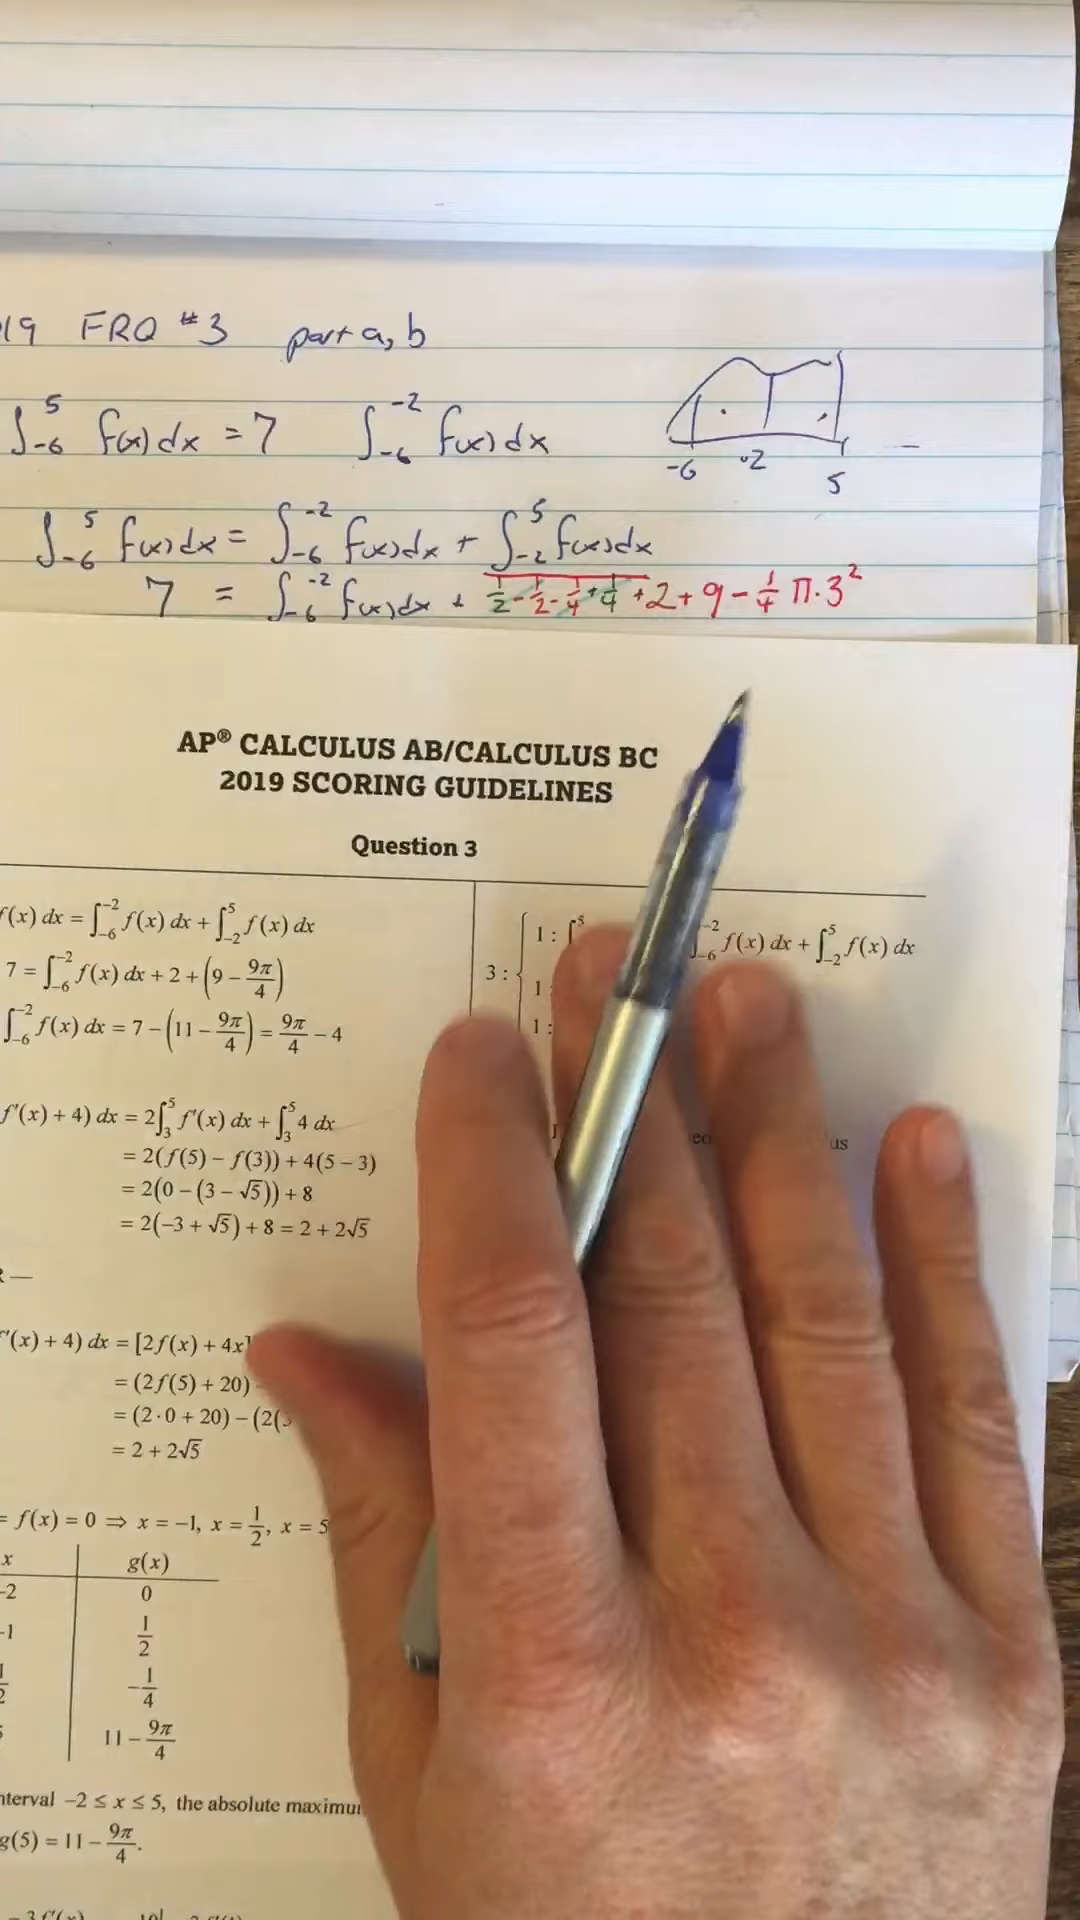 19 FRQ #3 part a, b
∫₋₆⁵ f(x) dx = 7 ∫₋₆⁻² f(x) dx
-6 -2 5
∫₋₆⁵ f(x) dx = ∫₋₆⁻² f(x) dx + ∫₋₂⁵ f(x) dx
7 = ∫₋₆⁻² f(x) dx + 1/2 - 1/2 - 1/4 + 1/4 + 2 + 9 - 1/4 π·3²
AP® CALCULUS AB/CALCULUS BC
2019 SCORING GUIDELINES
Question 3
f(x) dx = ∫₋₆⁻² f(x) dx + ∫₋₂⁵ f(x) dx
7 = ∫₋₆⁻² f(x) dx + 2 + (9 − 9π/4)
∫₋₆⁻² f(x) dx = 7 − (11 − 9π/4) = 9π/4 − 4
3 : { 1 : ∫⁵ ∫₋₆⁻² f(x) dx + ∫₋₂⁵ f(x) dx
1
1 :
f′(x) + 4) dx = 2∫₃⁵ f′(x) dx + ∫₃⁵ 4 dx
= 2(f(5) − f(3)) + 4(5 − 3)
= 2(0 − (3 − √5)) + 8
= 2(−3 + √5) + 8 = 2 + 2√5
′(x) + 4) dx = [2f(x) + 4x]
= (2f(5) + 20)
= (2·0 + 20) − (2(3
= 2 + 2√5
= f(x) = 0 ⇒ x = −1, x = 1/2, x = 5
x g(x)
−2 0
−1 1/2
1/2 −1/4
5 11 − 9π/4
interval −2 ≤ x ≤ 5, the absolute
g(5) = 11 − 9π/4.